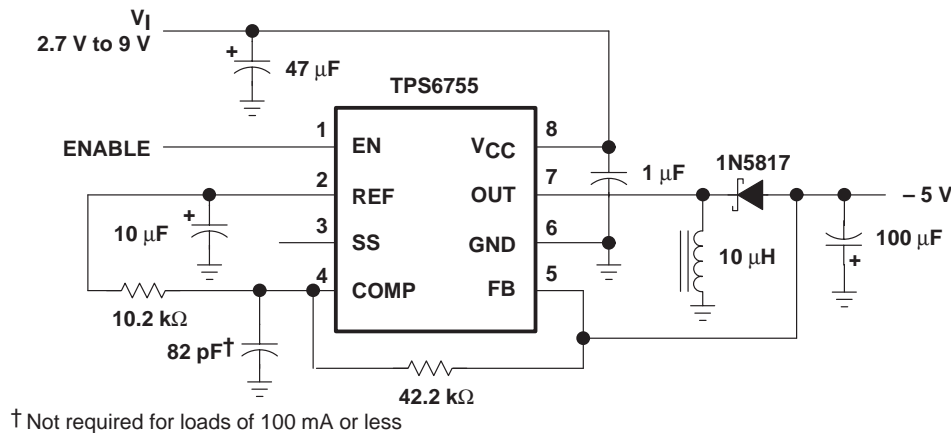 VI
2.7 V to 9 V
47 µF
TPS6755
ENABLE
1
EN
VCC
8
2
REF
OUT
7
3
SS
GND
6
4
COMP
FB
5
1 µF
1N5817
– 5 V
10 µF
10 µH
100 µF
10.2 kΩ
82 pF†
42.2 kΩ
+
+
+
† Not required for loads of 100 mA or less